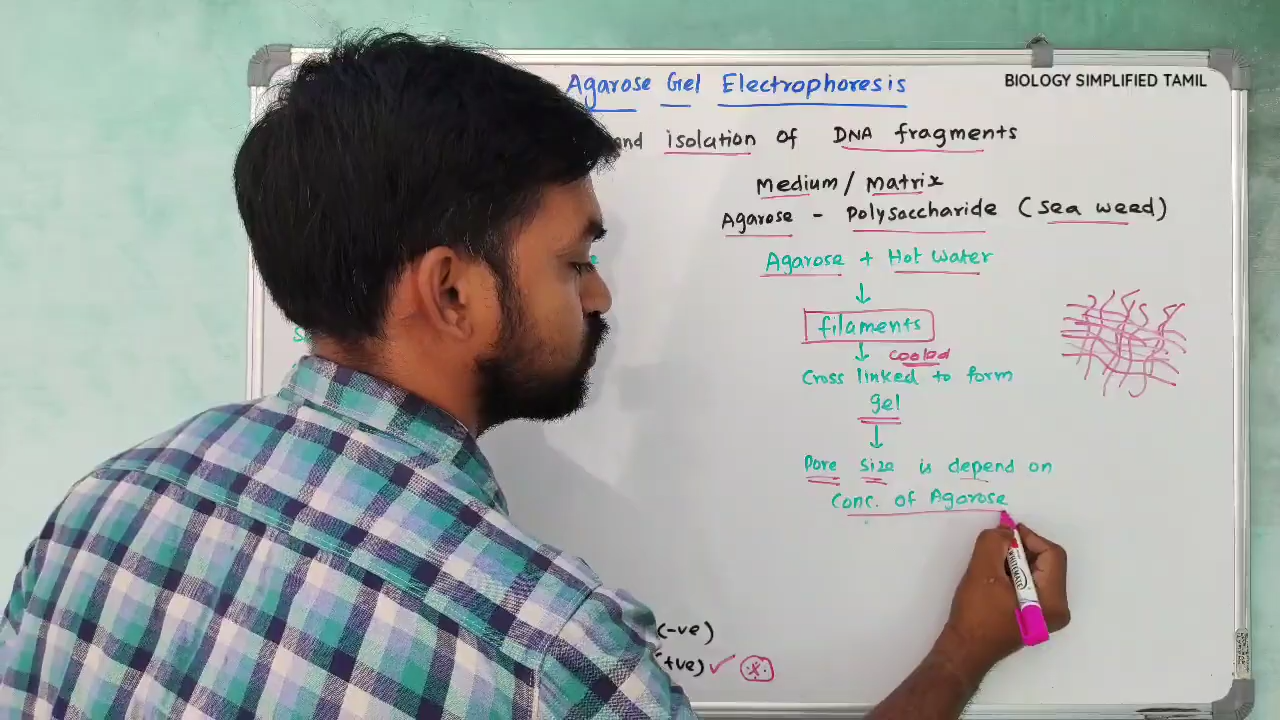 Agarose Gel Electrophoresis
BIOLOGY SIMPLIFIED TAMIL
and isolation of DNA fragments
Medium / Matrix
Agarose - Polysaccharide (Sea weed)
Agarose + Hot Water
filaments
cooled
Cross linked to form
gel
Pore size is depend on
Conc. of Agarose
(-ve)
(+ve)